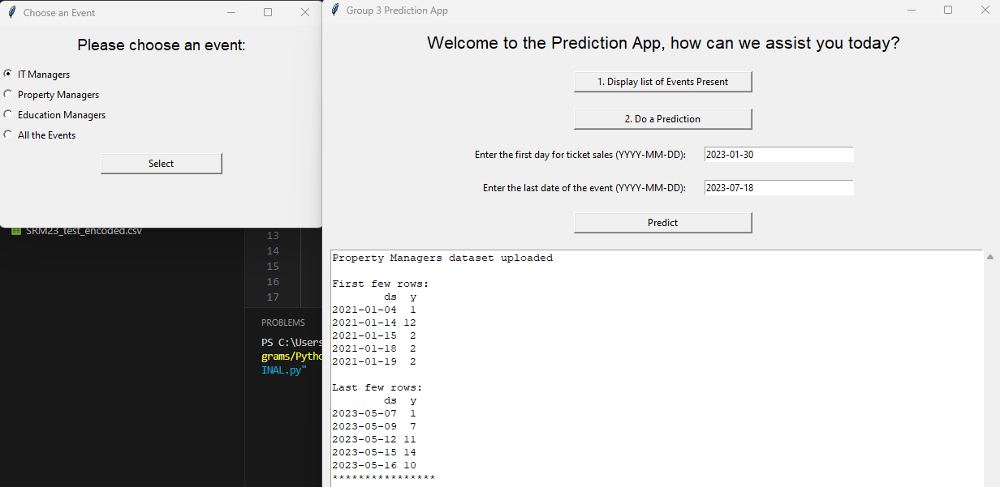 Choose an Event
Please choose an event:
IT Managers
Property Managers
Education Managers
All the Events
Select
SRM23_test_encoded.csv
13
14
15
16
17
PROBLEMS
PS C:\Users
grams/Pytho
INAL.py"
Group 3 Prediction App
Welcome to the Prediction App, how can we assist you today?
1. Display list of Events Present
2. Do a Prediction
Enter the first day for ticket sales (YYYY-MM-DD): 2023-01-30
Enter the last date of the event (YYYY-MM-DD): 2023-07-18
Predict
Property Managers dataset uploaded
First few rows:
ds y
2021-01-04 1
2021-01-14 12
2021-01-15 2
2021-01-18 2
2021-01-19 2
Last few rows:
ds y
2023-05-07 1
2023-05-09 7
2023-05-12 11
2023-05-15 14
2023-05-16 10
****************